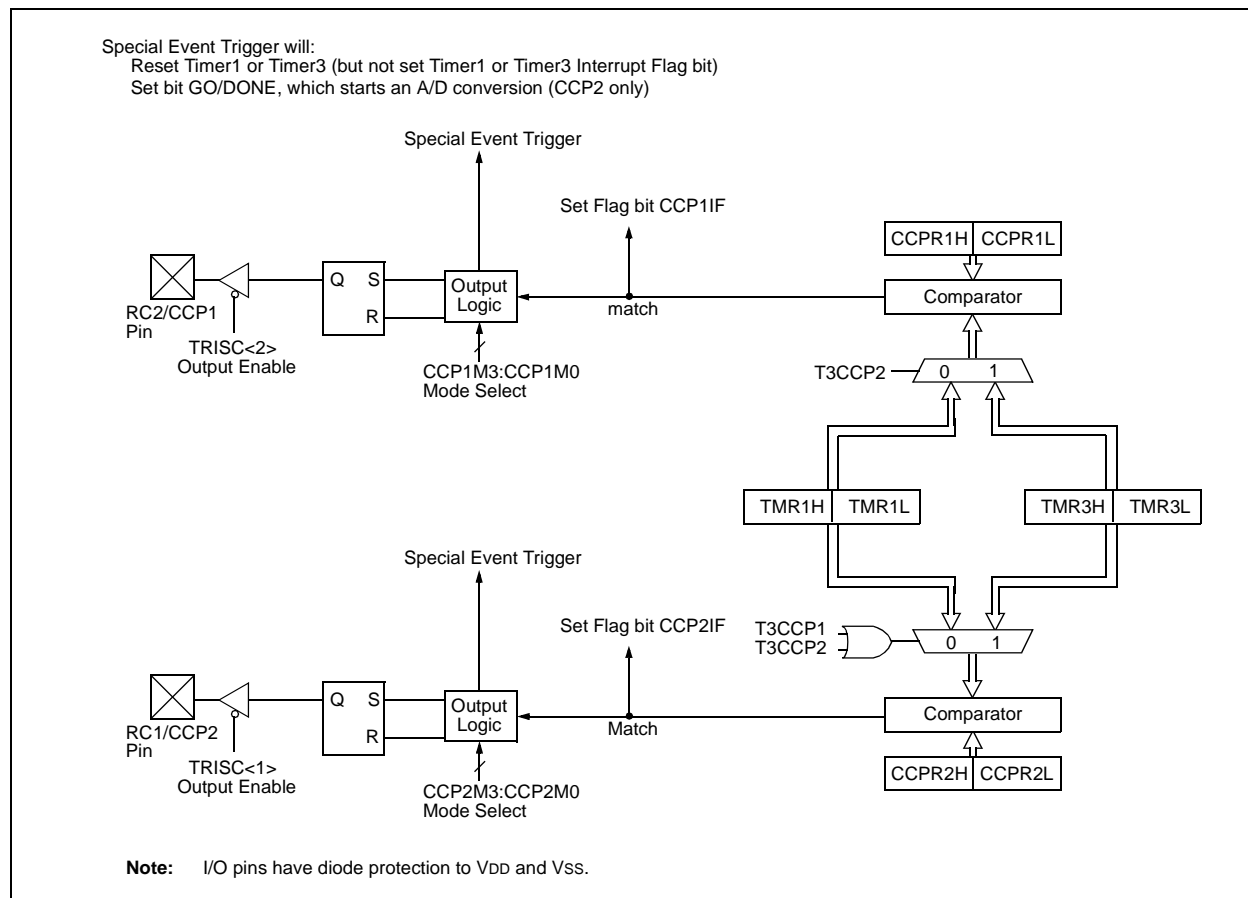 Special Event Trigger will:
Reset Timer1 or Timer3 (but not set Timer1 or Timer3 Interrupt Flag bit)
Set bit GO/DONE, which starts an A/D conversion (CCP2 only)
Special Event Trigger
Set Flag bit CCP1IF
CCPR1H CCPR1L
Q S
R
Output
Logic
match
Comparator
RC2/CCP1
Pin
TRISC<2>
Output Enable
CCP1M3:CCP1M0
Mode Select
T3CCP2
0 1
TMR1H TMR1L
TMR3H TMR3L
Special Event Trigger
Set Flag bit CCP2IF
T3CCP1
T3CCP2
0 1
Q S
R
Output
Logic
Match
Comparator
RC1/CCP2
Pin
TRISC<1>
Output Enable
CCP2M3:CCP2M0
Mode Select
CCPR2H CCPR2L
Note: I/O pins have diode protection to VDD and VSS.